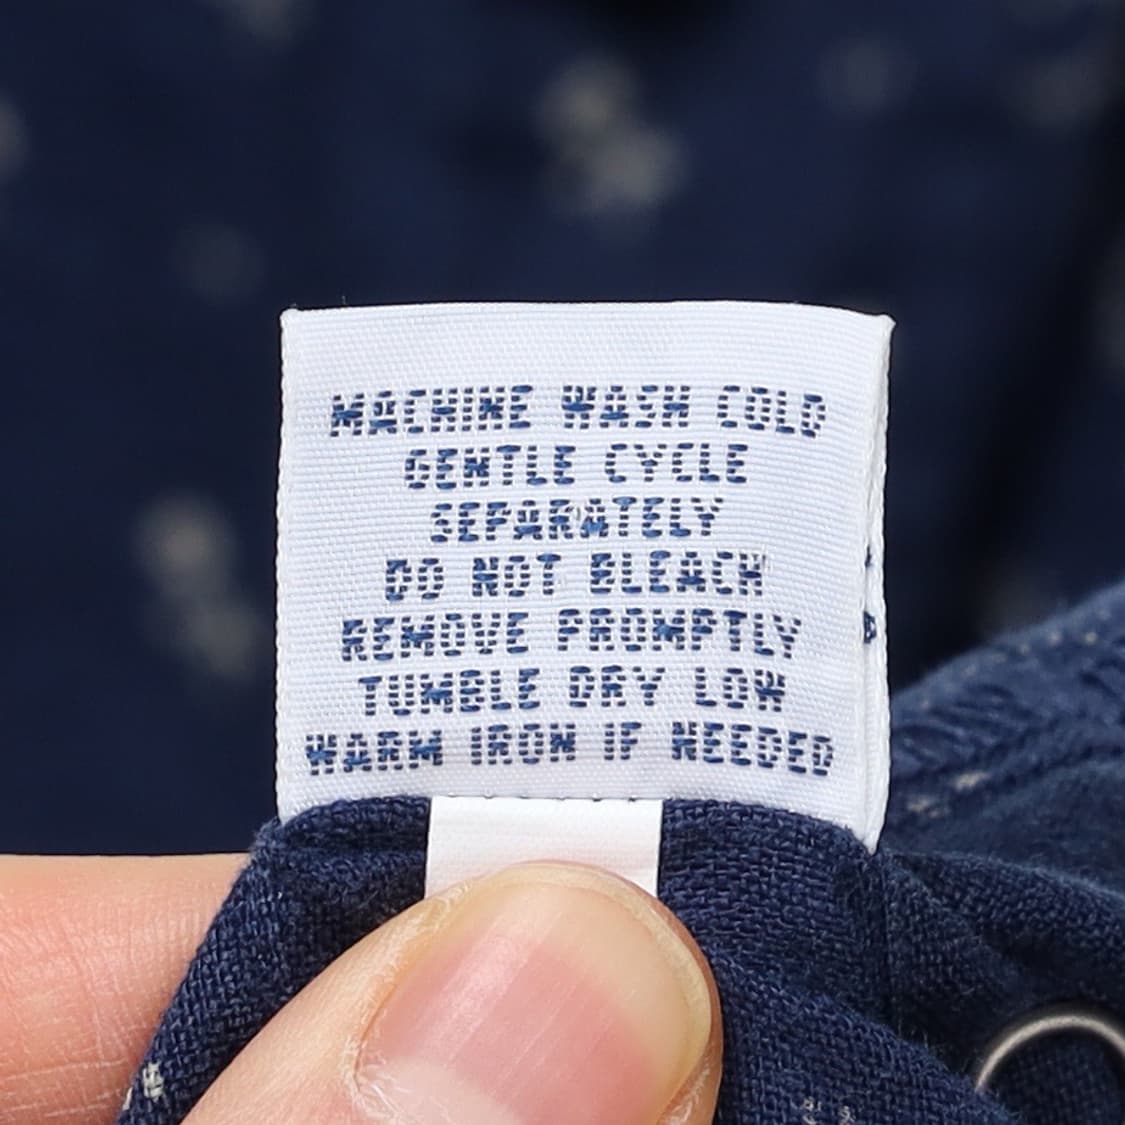 MACHINE WASH COLD
GENTLE CYCLE
SEPARATELY
DO NOT BLEACH
REMOVE PROMPTLY
TUMBLE DRY LOW
WARM IRON IF NEEDED